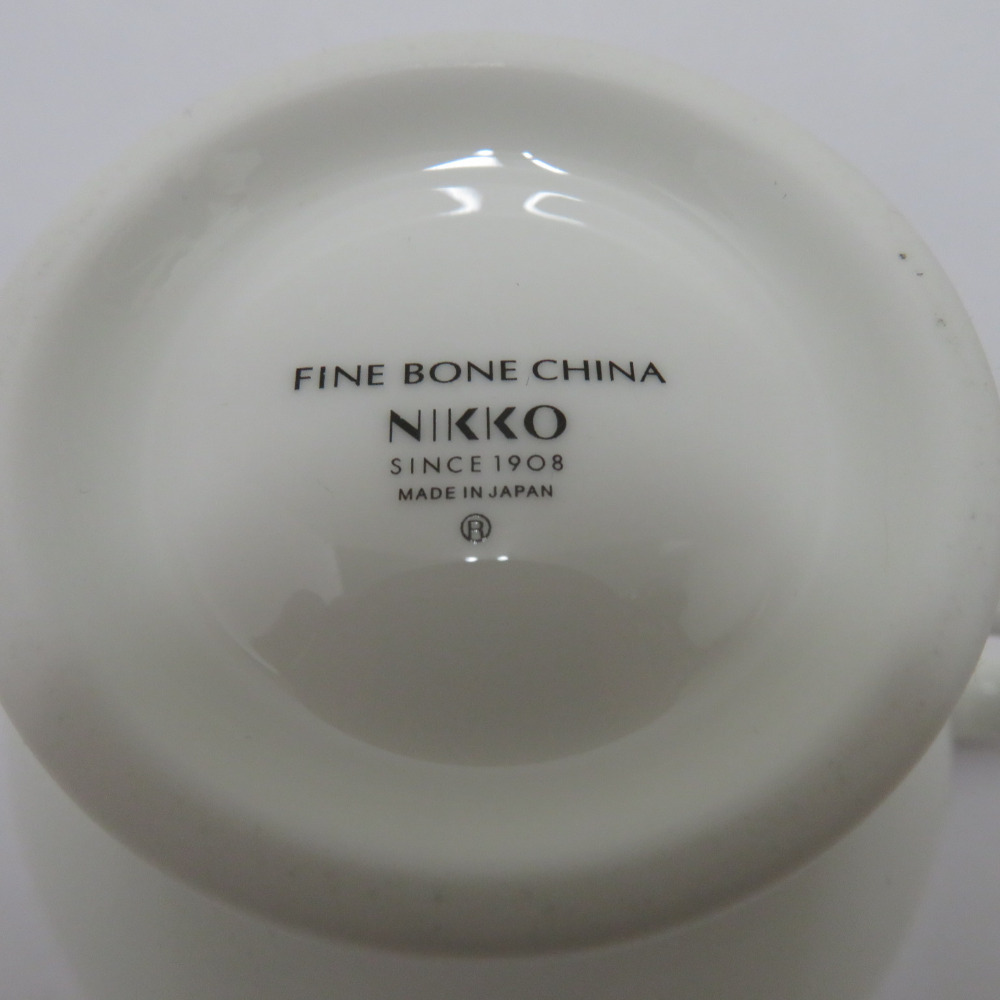 FINE BONE CHINA
NIKKO
SINCE 1908
MADE IN JAPAN
®